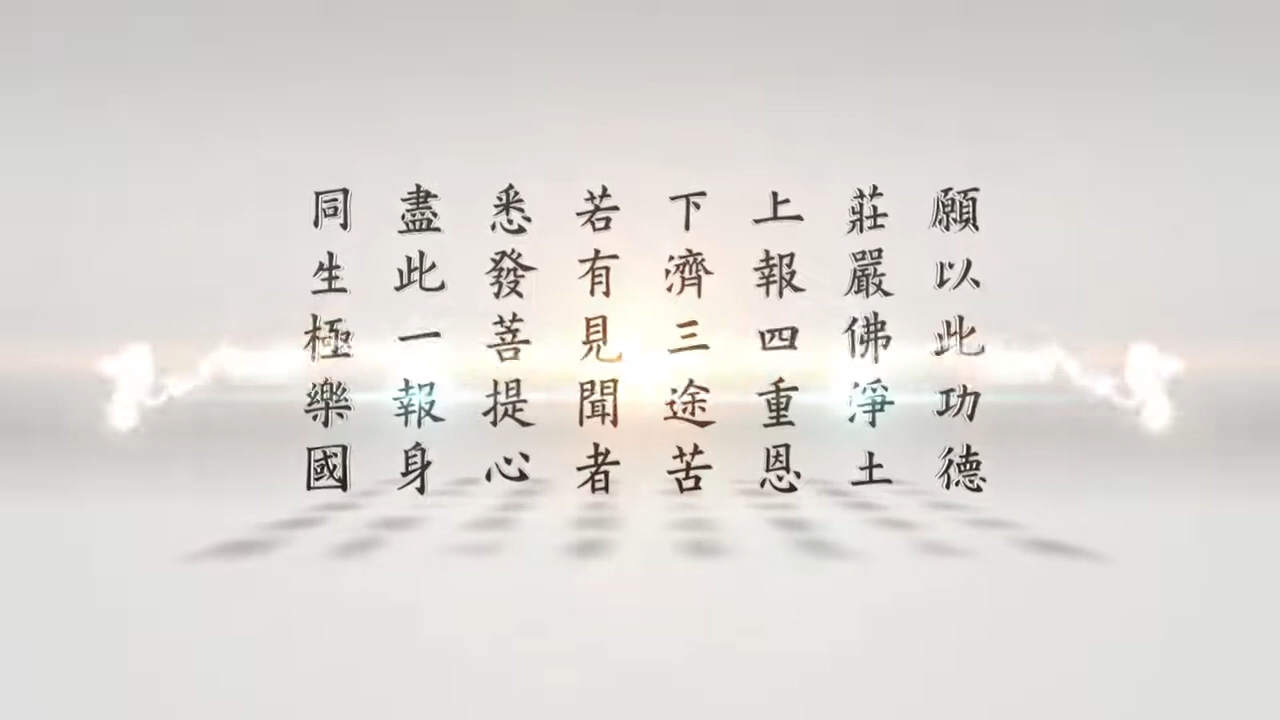 願以此功德
莊嚴佛淨土
上報四重恩
下濟三途苦
若有見聞者
悉發菩提心
盡此一報身
同生極樂國